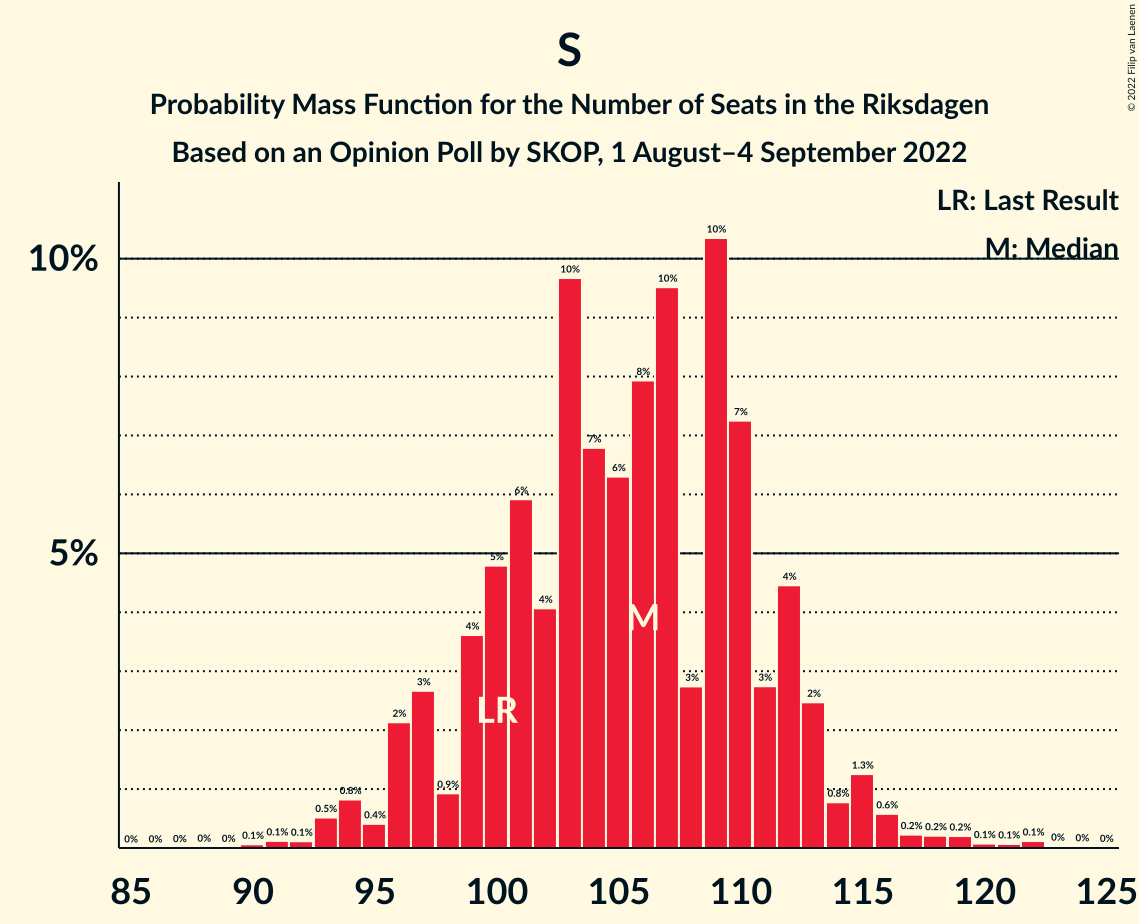 S
Probability Mass Function for the Number of Seats in the Riksdagen
Based on an Opinion Poll by SKOP, 1 August–4 September 2022
© 2022 Filip van Laenen
LR: Last Result
M: Median
10%
5%
0% 0% 0% 0% 0% 0.1% 0.1% 0.1% 0.5% 0.8% 0.4% 2% 3% 0.9% 4% 5% 6% 4% 10% 7% 6% 8% 10% 3% 10% 7% 3% 4% 2% 0.8% 1.3% 0.6% 0.2% 0.2% 0.2% 0.1% 0.1% 0.1% 0% 0% 0%
LR
M
85 90 95 100 105 110 115 120 125